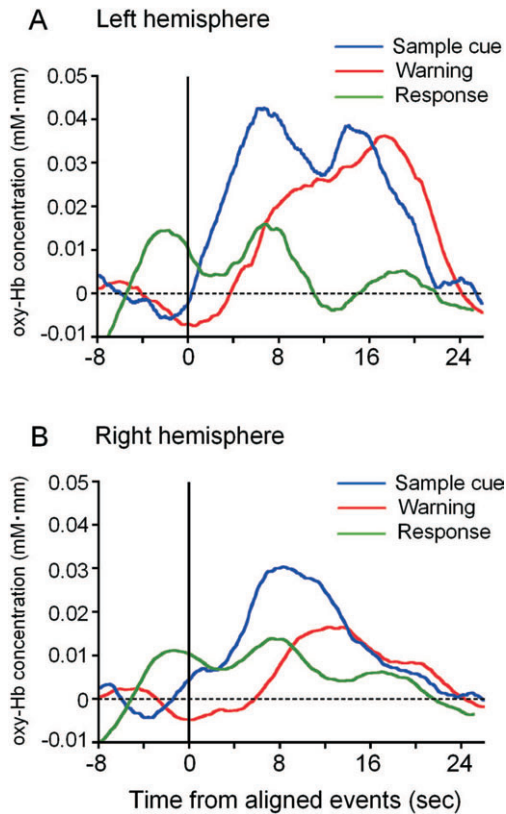 A Left hemisphere
Sample cue
Warning
Response
oxy-Hb concentration (mM·mm)
0.05
0.04
0.03
0.02
0.01
0
-0.01
-8 0 8 16 24
B Right hemisphere
Sample cue
Warning
Response
oxy-Hb concentration (mM·mm)
0.05
0.04
0.03
0.02
0.01
0
-0.01
-8 0 8 16 24
Time from aligned events (sec)